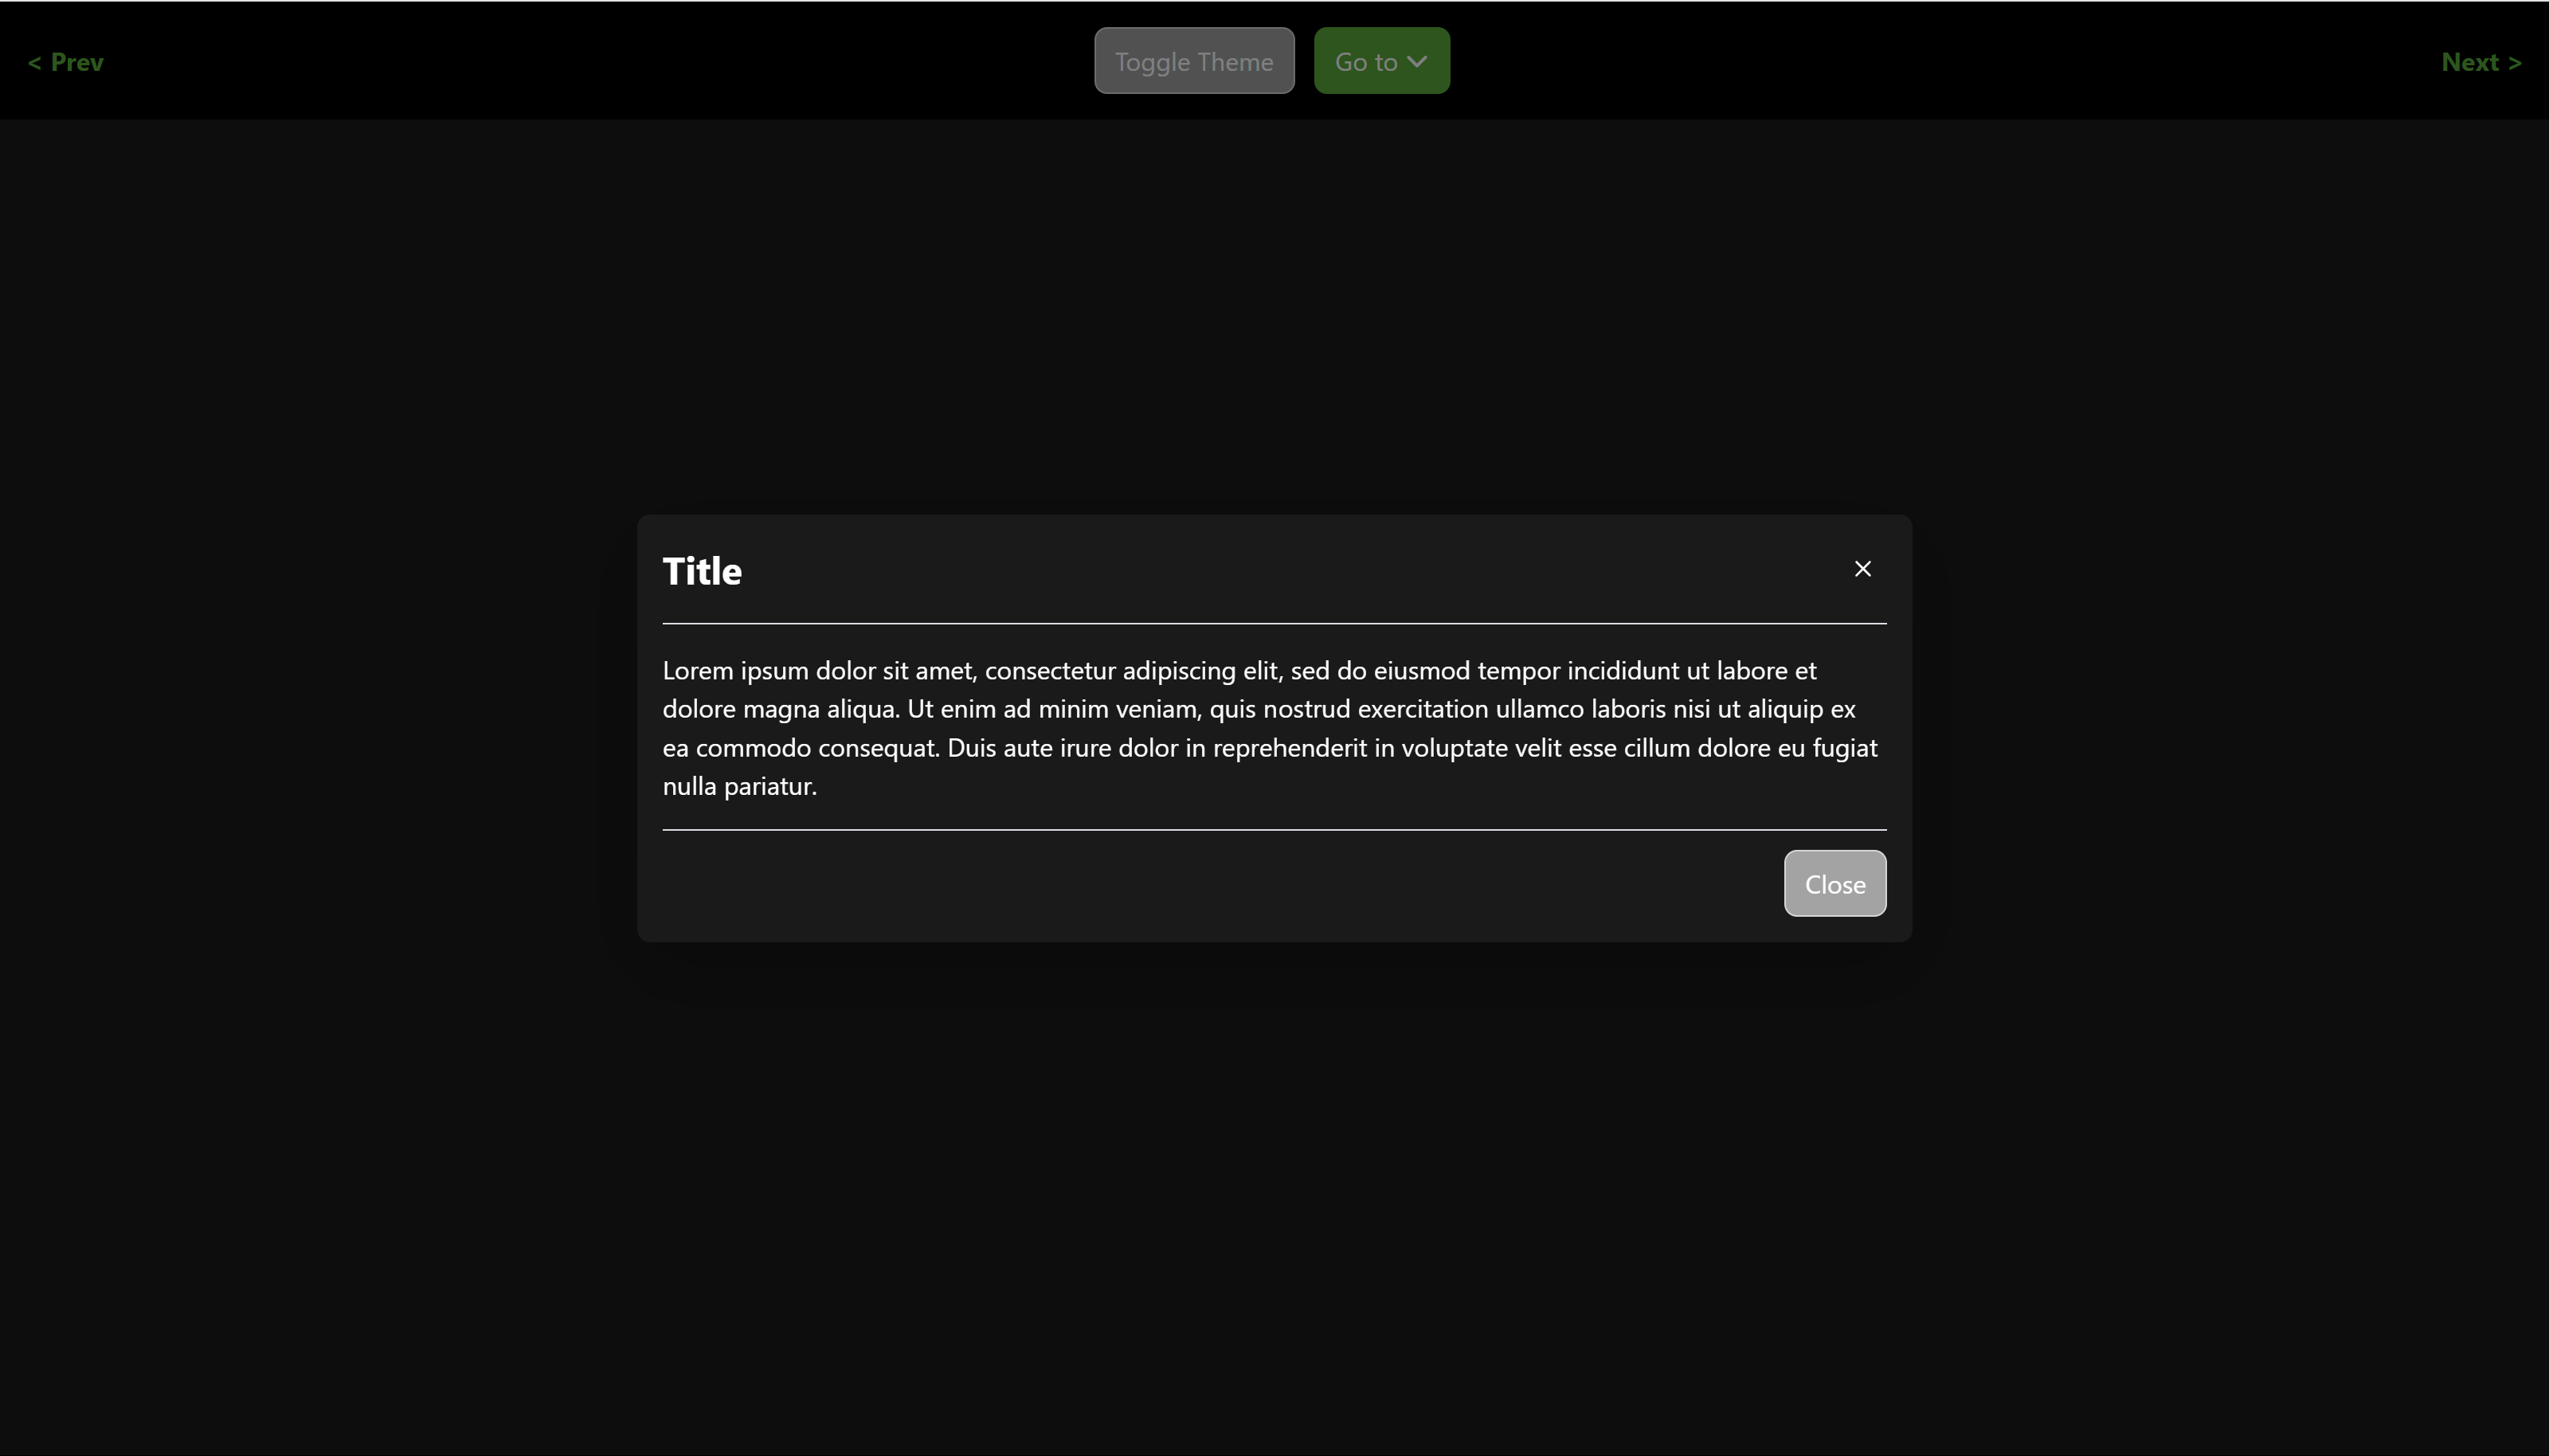 < Prev
Toggle Theme
Go to
Next >
Title
Lorem ipsum dolor sit amet, consectetur adipiscing elit, sed do eiusmod tempor incididunt ut labore et
dolore magna aliqua. Ut enim ad minim veniam, quis nostrud exercitation ullamco laboris nisi ut aliquip ex
ea commodo consequat. Duis aute irure dolor in reprehenderit in voluptate velit esse cillum dolore eu fugiat
nulla pariatur.
Close